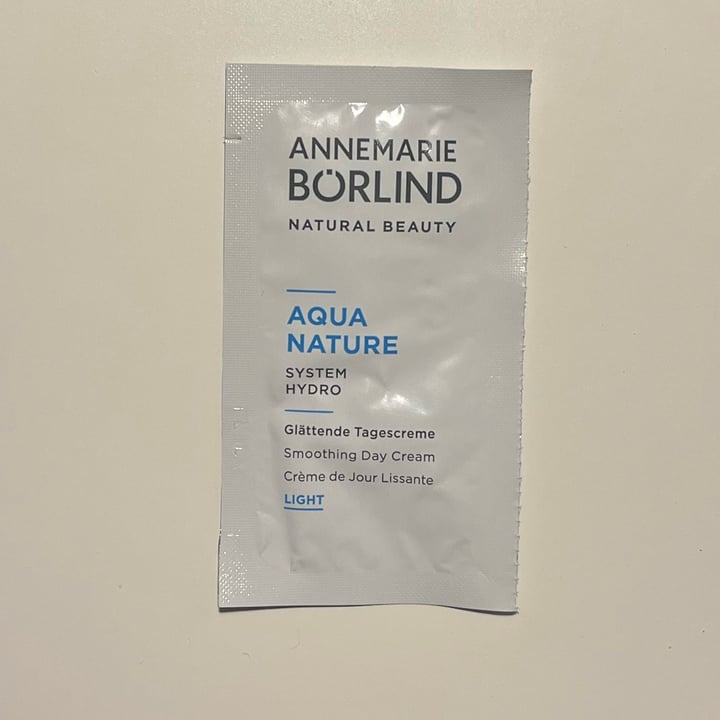 ANNEMARIE
BÖRLIND
NATURAL BEAUTY
AQUA
NATURE
SYSTEM
HYDRO
Glättende Tagescreme
Smoothing Day Cream
Crème de Jour Lissante
LIGHT